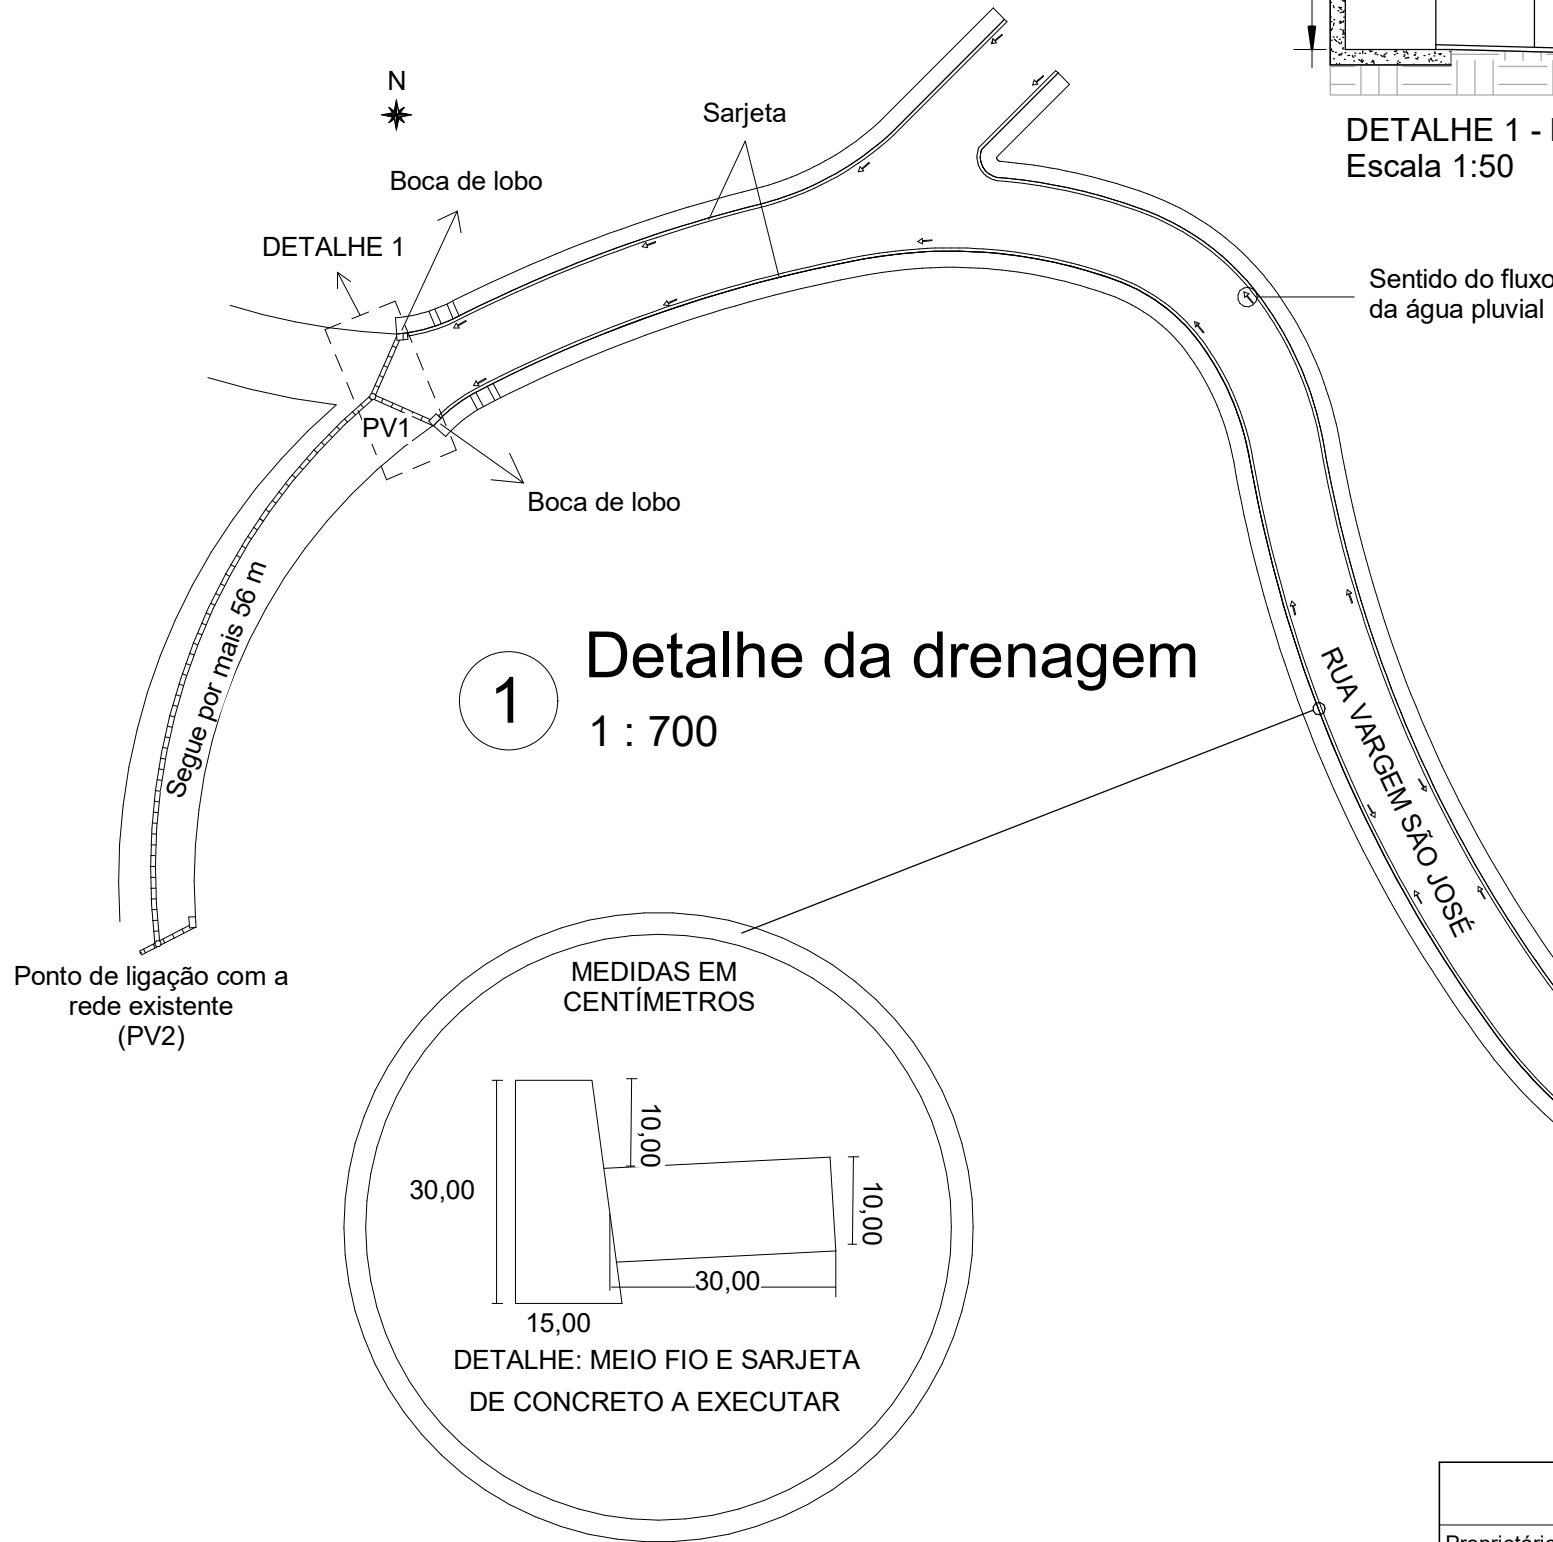 N
Sarjeta
Boca de lobo
DETALHE 1
DETALHE 1 -
Escala 1:50
Sentido do fluxo
da água pluvial
PV1
Boca de lobo
Segue por mais 56 m
1
Detalhe da drenagem
1 : 700
RUA VARGEM SÃO JOSÉ
Ponto de ligação com a
rede existente
(PV2)
MEDIDAS EM
CENTÍMETROS
10,00
30,00
10,00
30,00
15,00
DETALHE: MEIO FIO E SARJETA
DE CONCRETO A EXECUTAR